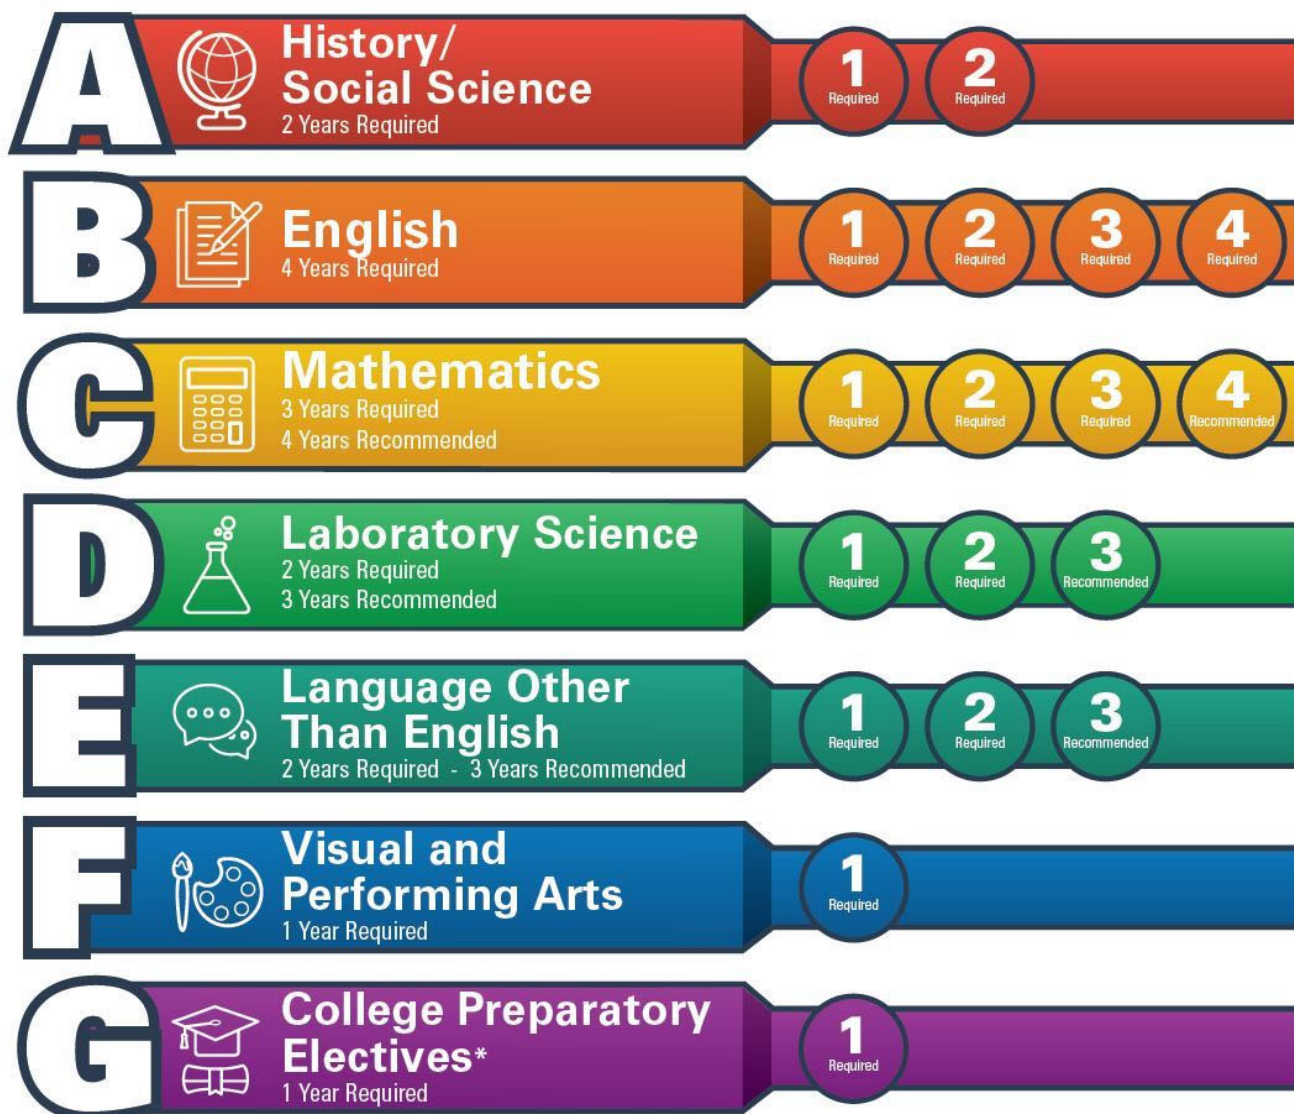 A
History/
Social Science
2 Years Required
1
Required
2
Required
B
English
4 Years Required
1
Required
2
Required
3
Required
4
Required
C
Mathematics
3 Years Required
4 Years Recommended
1
Required
2
Required
3
Required
4
Recommended
D
Laboratory Science
2 Years Required
3 Years Recommended
1
Required
2
Required
3
Recommended
E
Language Other
Than English
2 Years Required - 3 Years Recommended
1
Required
2
Required
3
Recommended
F
Visual and
Performing Arts
1 Year Required
1
Required
G
College Preparatory
Electives*
1 Year Required
1
Required